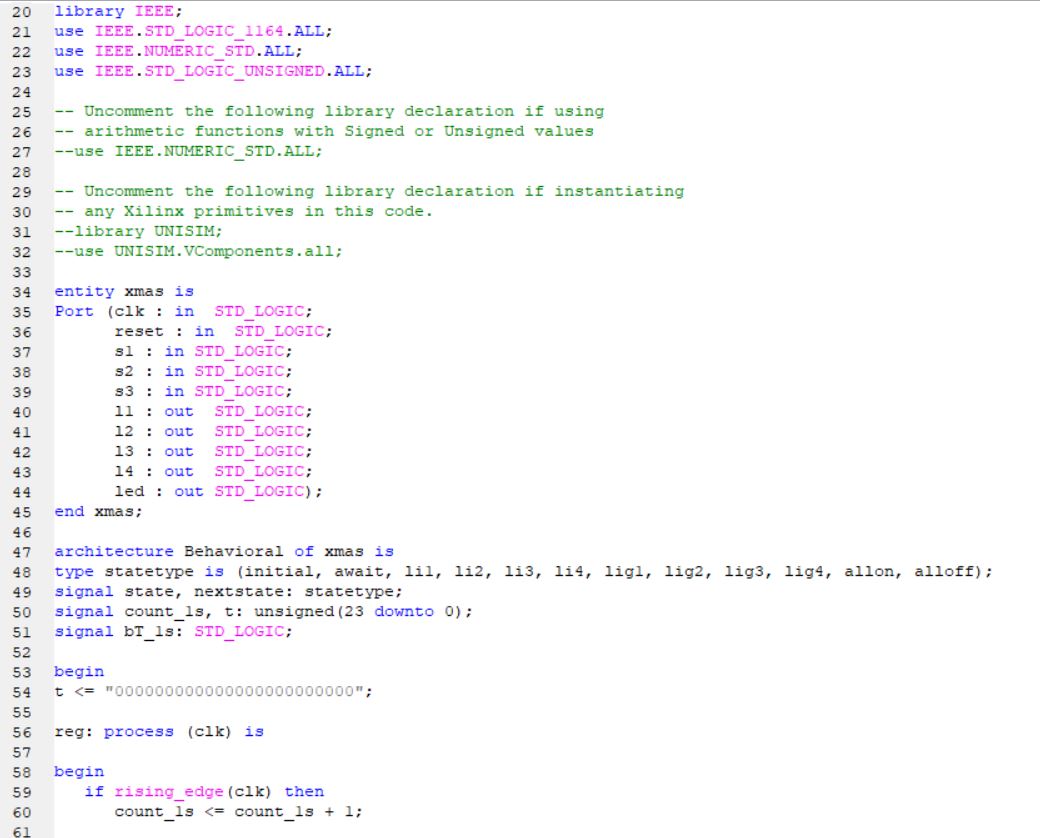 20 library IEEE;
21 use IEEE.STD_LOGIC_1164.ALL;
22 use IEEE.NUMERIC_STD.ALL;
23 use IEEE.STD_LOGIC_UNSIGNED.ALL;
24
25 -- Uncomment the following library declaration if using
26 -- arithmetic functions with Signed or Unsigned values
27 --use IEEE.NUMERIC_STD.ALL;
28
29 -- Uncomment the following library declaration if instantiating
30 -- any Xilinx primitives in this code.
31 --library UNISIM;
32 --use UNISIM.VComponents.all;
33
34 entity xmas is
35 Port (clk : in  STD_LOGIC;
36       reset : in  STD_LOGIC;
37       s1 : in STD_LOGIC;
38       s2 : in STD_LOGIC;
39       s3 : in STD_LOGIC;
40       l1 : out  STD_LOGIC;
41       l2 : out  STD_LOGIC;
42       l3 : out  STD_LOGIC;
43       l4 : out  STD_LOGIC;
44       led : out STD_LOGIC);
45 end xmas;
46
47 architecture Behavioral of xmas is
48 type statetype is (initial, await, li1, li2, li3, li4, lig1, lig2, lig3, lig4, allon, alloff);
49 signal state, nextstate: statetype;
50 signal count_1s, t: unsigned(23 downto 0);
51 signal bT_1s: STD_LOGIC;
52
53 begin
54 t <= "000000000000000000000000";
55
56 reg: process (clk) is
57
58 begin
59    if rising_edge(clk) then
60       count_1s <= count_1s + 1;
61